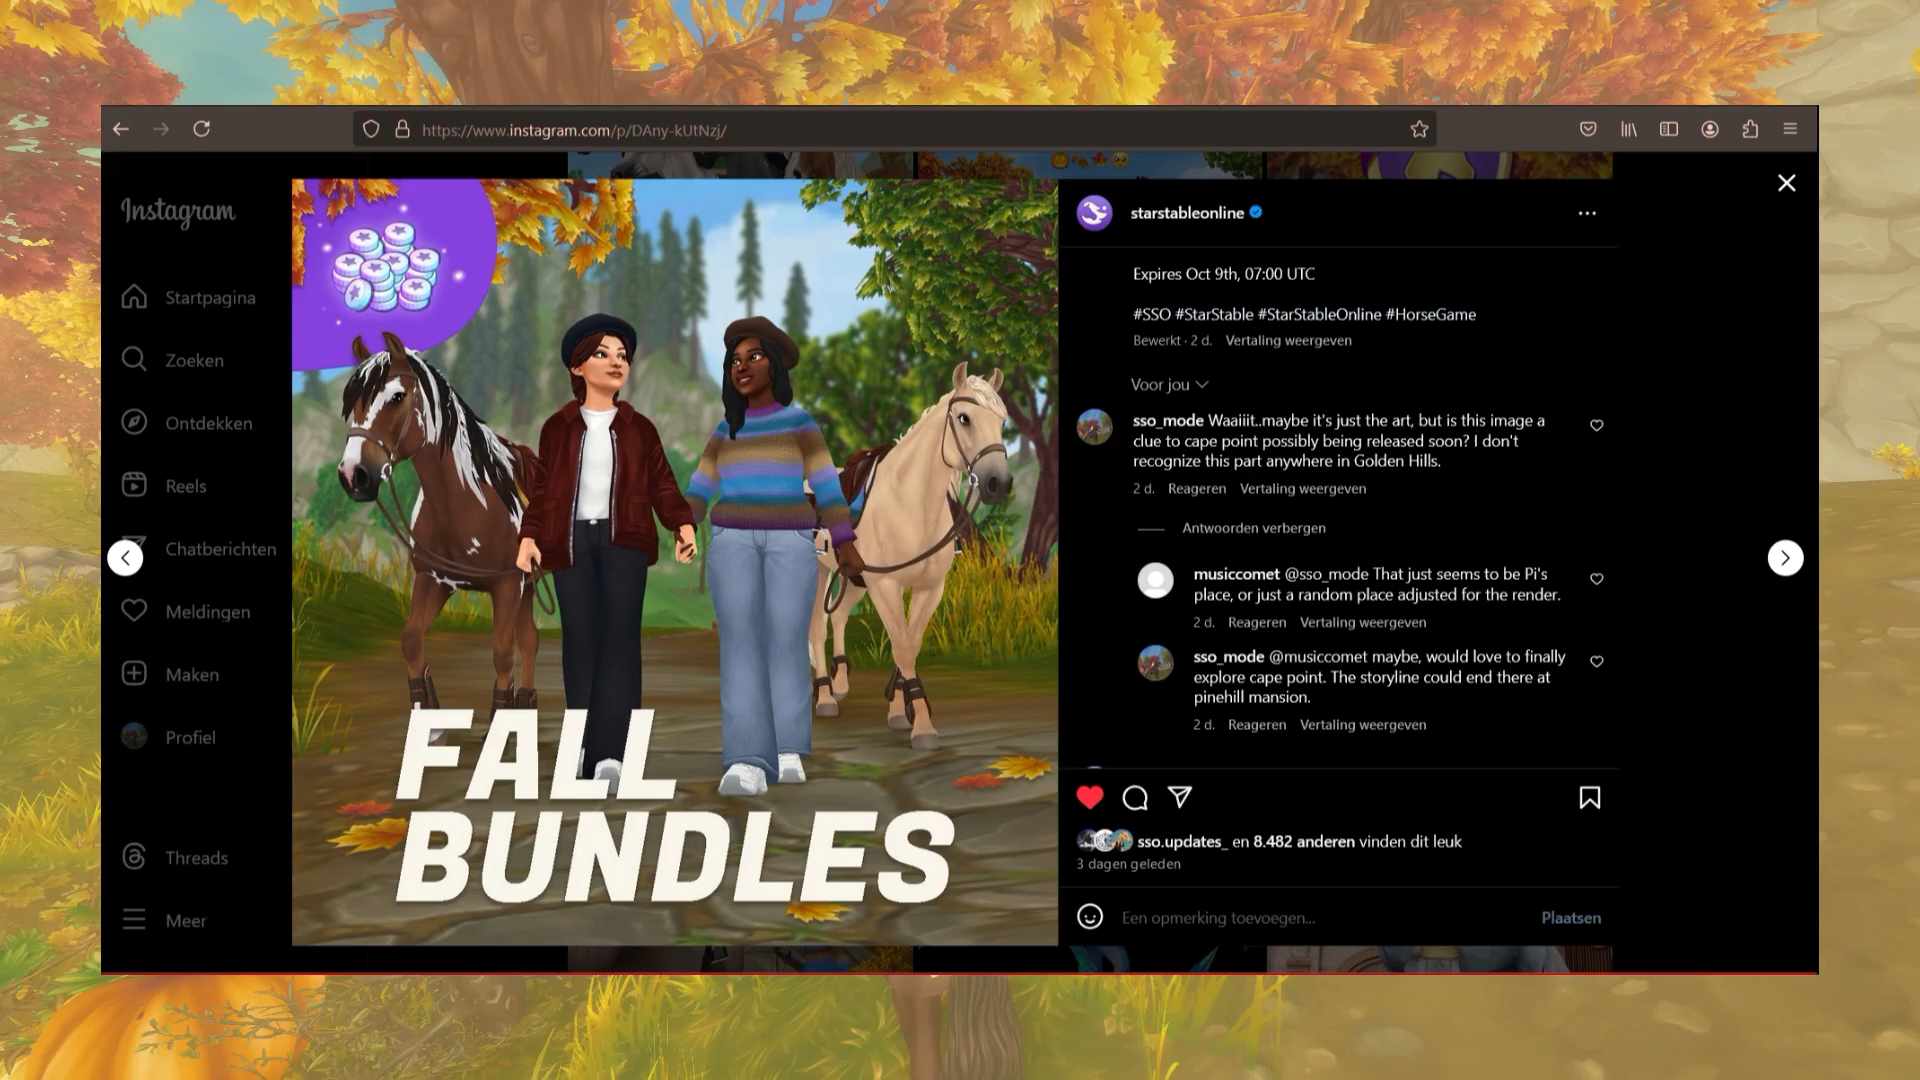 https://www.instagram.com/p/DAny-kUtNzj/
Instagram
Startpagina
Zoeken
Ontdekken
Reels
Chatberichten
Meldingen
Maken
Profiel
Threads
Meer
FALL
BUNDLES
starstableonline
Expires Oct 9th, 07:00 UTC
#SSO #StarStable #StarStableOnline #HorseGame
Bewerkt · 2 d. Vertaling weergeven
Voor jou
sso_mode Waaiiit..maybe it's just the art, but is this image a
clue to cape point possibly being released soon? I don't
recognize this part anywhere in Golden Hills.
2 d. Reageren Vertaling weergeven
Antwoorden verbergen
musiccomet @sso_mode That just seems to be Pi's
place, or just a random place adjusted for the render.
2 d. Reageren Vertaling weergeven
sso_mode @musiccomet maybe, would love to finally
explore cape point. The storyline could end there at
pinehill mansion.
2 d. Reageren Vertaling weergeven
sso.updates_ en 8.482 anderen vinden dit leuk
3 dagen geleden
Een opmerking toevoegen...
Plaatsen